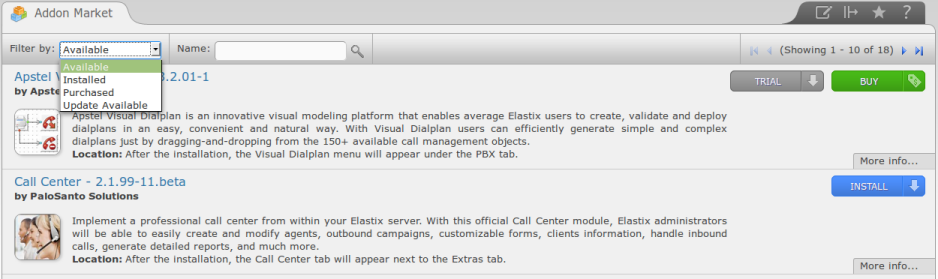 Addon Market
?
Filter by: Available Name: (Showing 1 - 10 of 18)
Available
Installed
Purchased
Update Available
Apstel V 3.2.01-1
by Apste
TRIAL
BUY
Apstel Visual Dialplan is an innovative visual modeling platform that enables average Elastix users to create, validate and deploy
dialplans in an easy, convenient and natural way. With Visual Dialplan users can efficiently generate simple and complex
dialplans just by dragging-and-dropping from the 150+ available call management objects.
Location: After the installation, the Visual Dialplan menu will appear under the PBX tab.
More info...
Call Center - 2.1.99-11.beta
by PaloSanto Solutions
INSTALL
Implement a professional call center from within your Elastix server. With this official Call Center module, Elastix administrators
will be able to easily create and modify agents, outbound campaigns, customizable forms, clients information, handle inbound
calls, generate detailed reports, and much more.
Location: After the installation, the Call Center tab will appear next to the Extras tab.
More info...